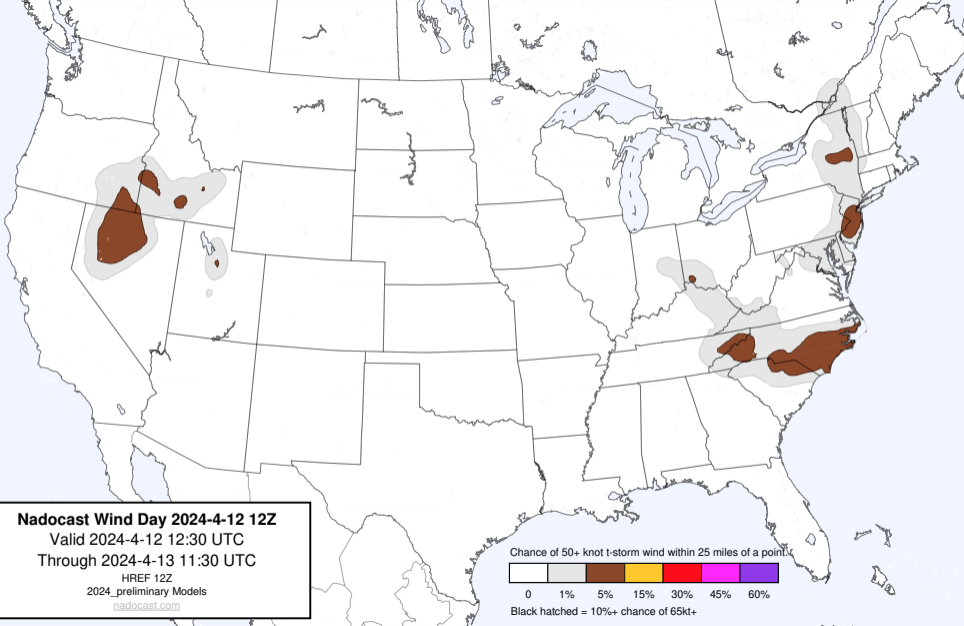 Nadocast Wind Day 2024-4-12 12Z
Valid 2024-4-12 12:30 UTC
Through 2024-4-13 11:30 UTC
HREF 12Z
2024_preliminary Models
nadocast.com
Chance of 50+ knot t-storm wind within 25 miles of a point.
0 1% 5% 15% 30% 45% 60%
Black hatched = 10%+ chance of 65kt+